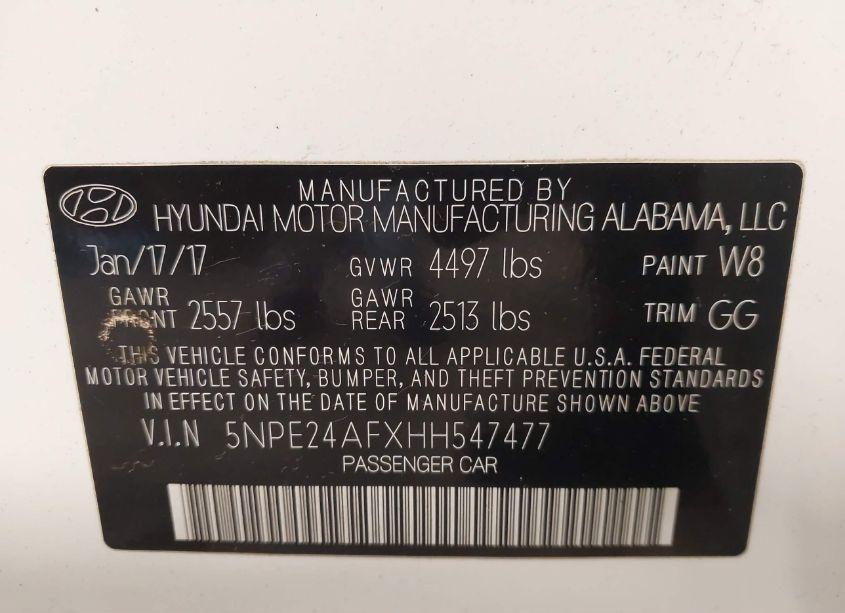 MANUFACTURED BY
HYUNDAI MOTOR MANUFACTURING ALABAMA, LLC
Jan/17/17 GVWR 4497 lbs PAINT W8
GAWR FRONT 2557 lbs GAWR REAR 2513 lbs TRIM GG
THIS VEHICLE CONFORMS TO ALL APPLICABLE U.S.A. FEDERAL
MOTOR VEHICLE SAFETY, BUMPER, AND THEFT PREVENTION STANDARDS
IN EFFECT ON THE DATE OF MANUFACTURE SHOWN ABOVE
V.I.N 5NPE24AFXHH547477
PASSENGER CAR